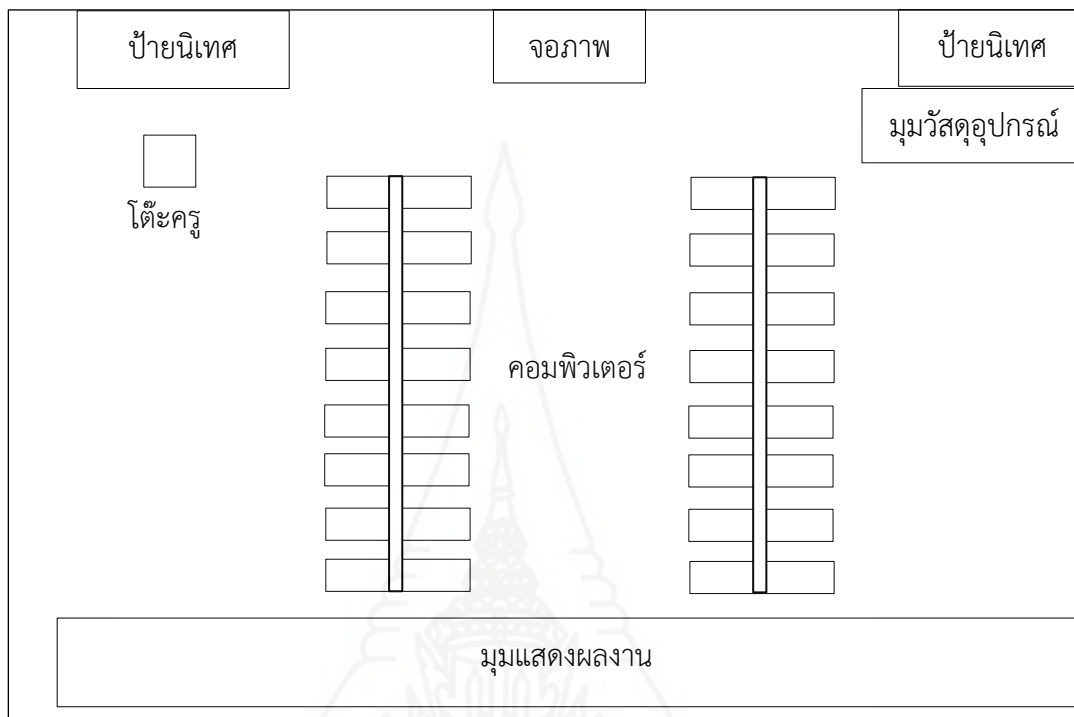 ป้ายนิเทศ
จอภาพ
ป้ายนิเทศ
มุมวัสดุอุปกรณ์
โต๊ะครู
คอมพิวเตอร์
มุมแสดงผลงาน